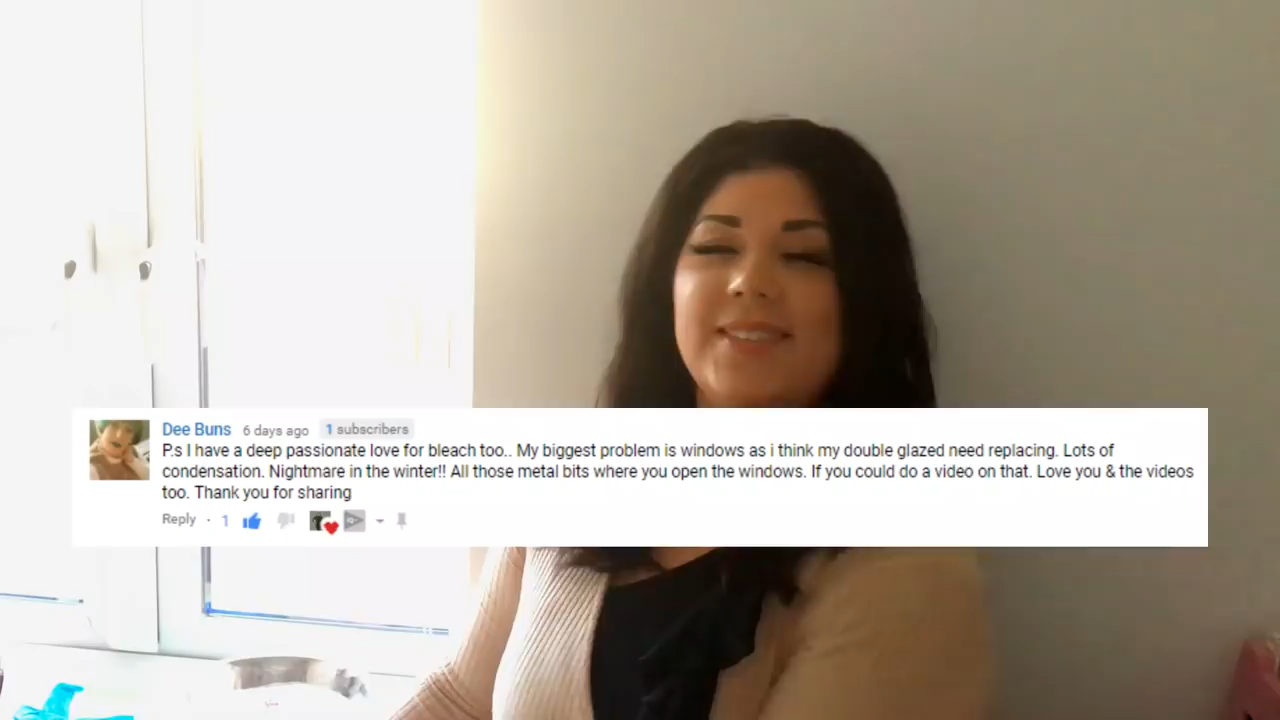 Dee Buns 6 days ago 1 subscribers
P.s I have a deep passionate love for bleach too.. My biggest problem is windows as i think my double glazed need replacing. Lots of
condensation. Nightmare in the winter!! All those metal bits where you open the windows. If you could do a video on that. Love you & the videos
too. Thank you for sharing
Reply · 1